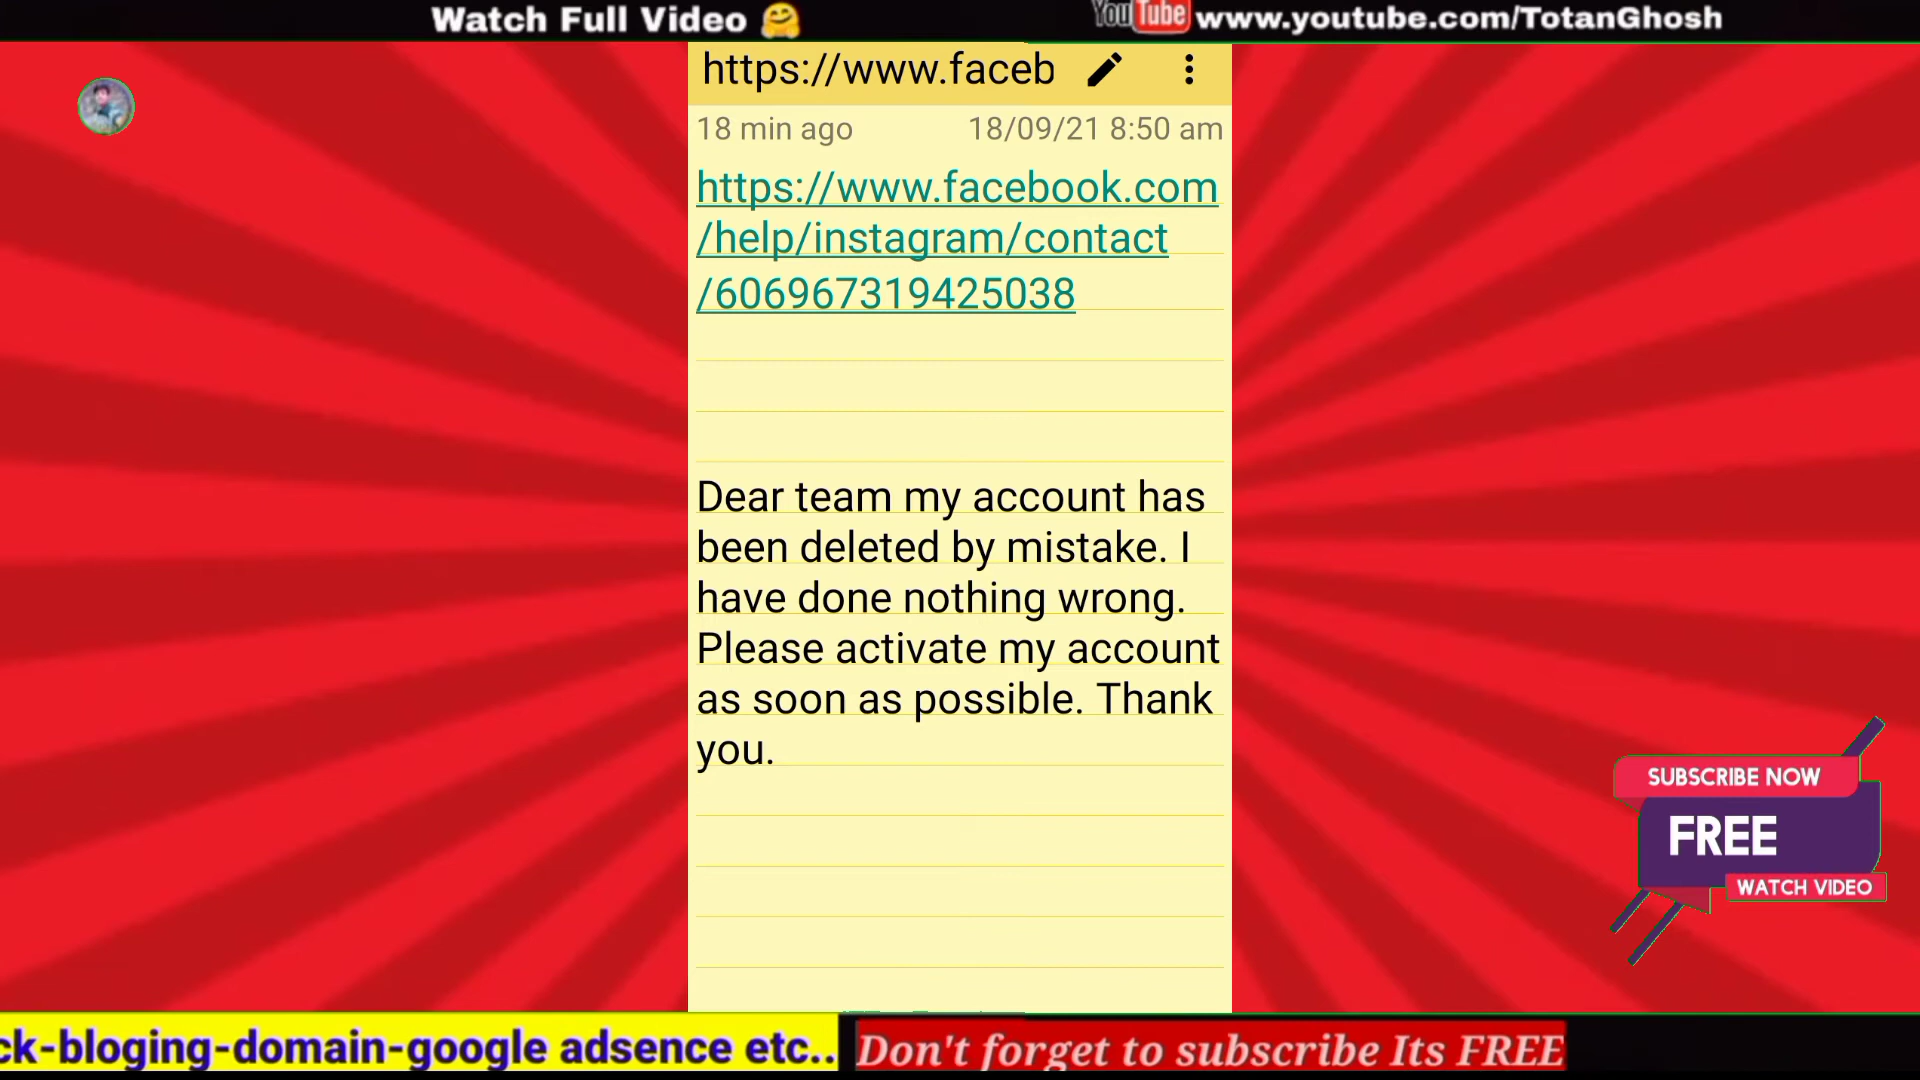 Watch Full Video 🤗
YouTube www.youtube.com/TotanGhosh
https://www.faceb
18 min ago 18/09/21 8:50 am
https://www.facebook.com
/help/instagram/contact
/606967319425038
Dear team my account has
been deleted by mistake. I
have done nothing wrong.
Please activate my account
as soon as possible. Thank
you.
SUBSCRIBE NOW
FREE
WATCH VIDEO
ck-bloging-domain-google adsence etc..
Don't forget to subscribe Its FREE